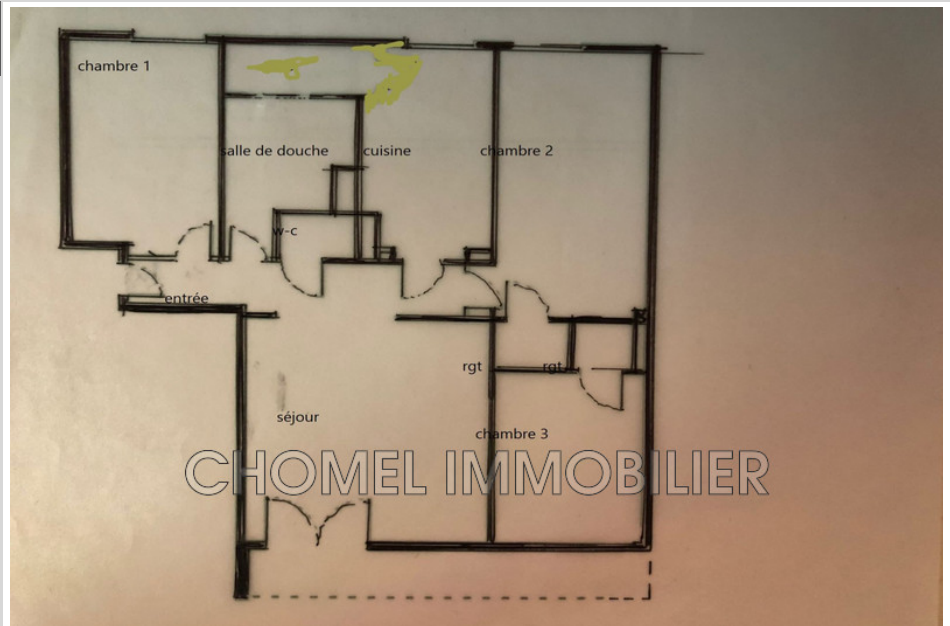 chambre 1
salle de douche
cuisine
chambre 2
w-c
entrée
rgt
rgt
séjour
chambre 3
CHOMEL IMMOBILIER